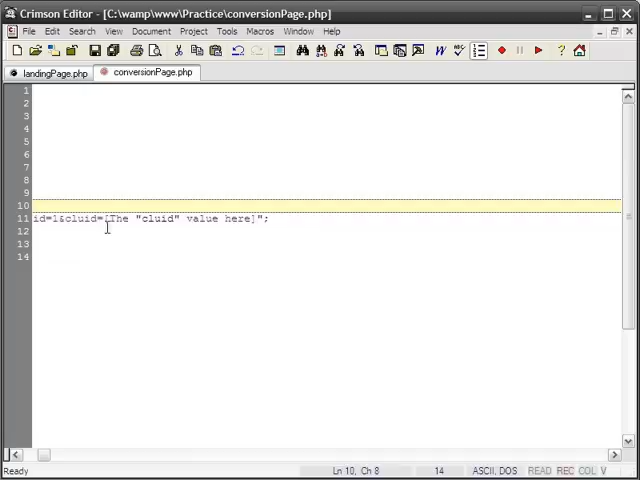 Crimson Editor - [C:\wamp\www\Practice\conversionPage.php]
File Edit Search View Document Project Tools Macros Window Help
landingPage.php conversionPage.php
1
2
3
4
5
6
7
8
9
10
11 id=1&cluid=[The "cluid" value here]";
12
13
14
Ready Ln 10, Ch 8 14 ASCII, DOS READ REC COL V